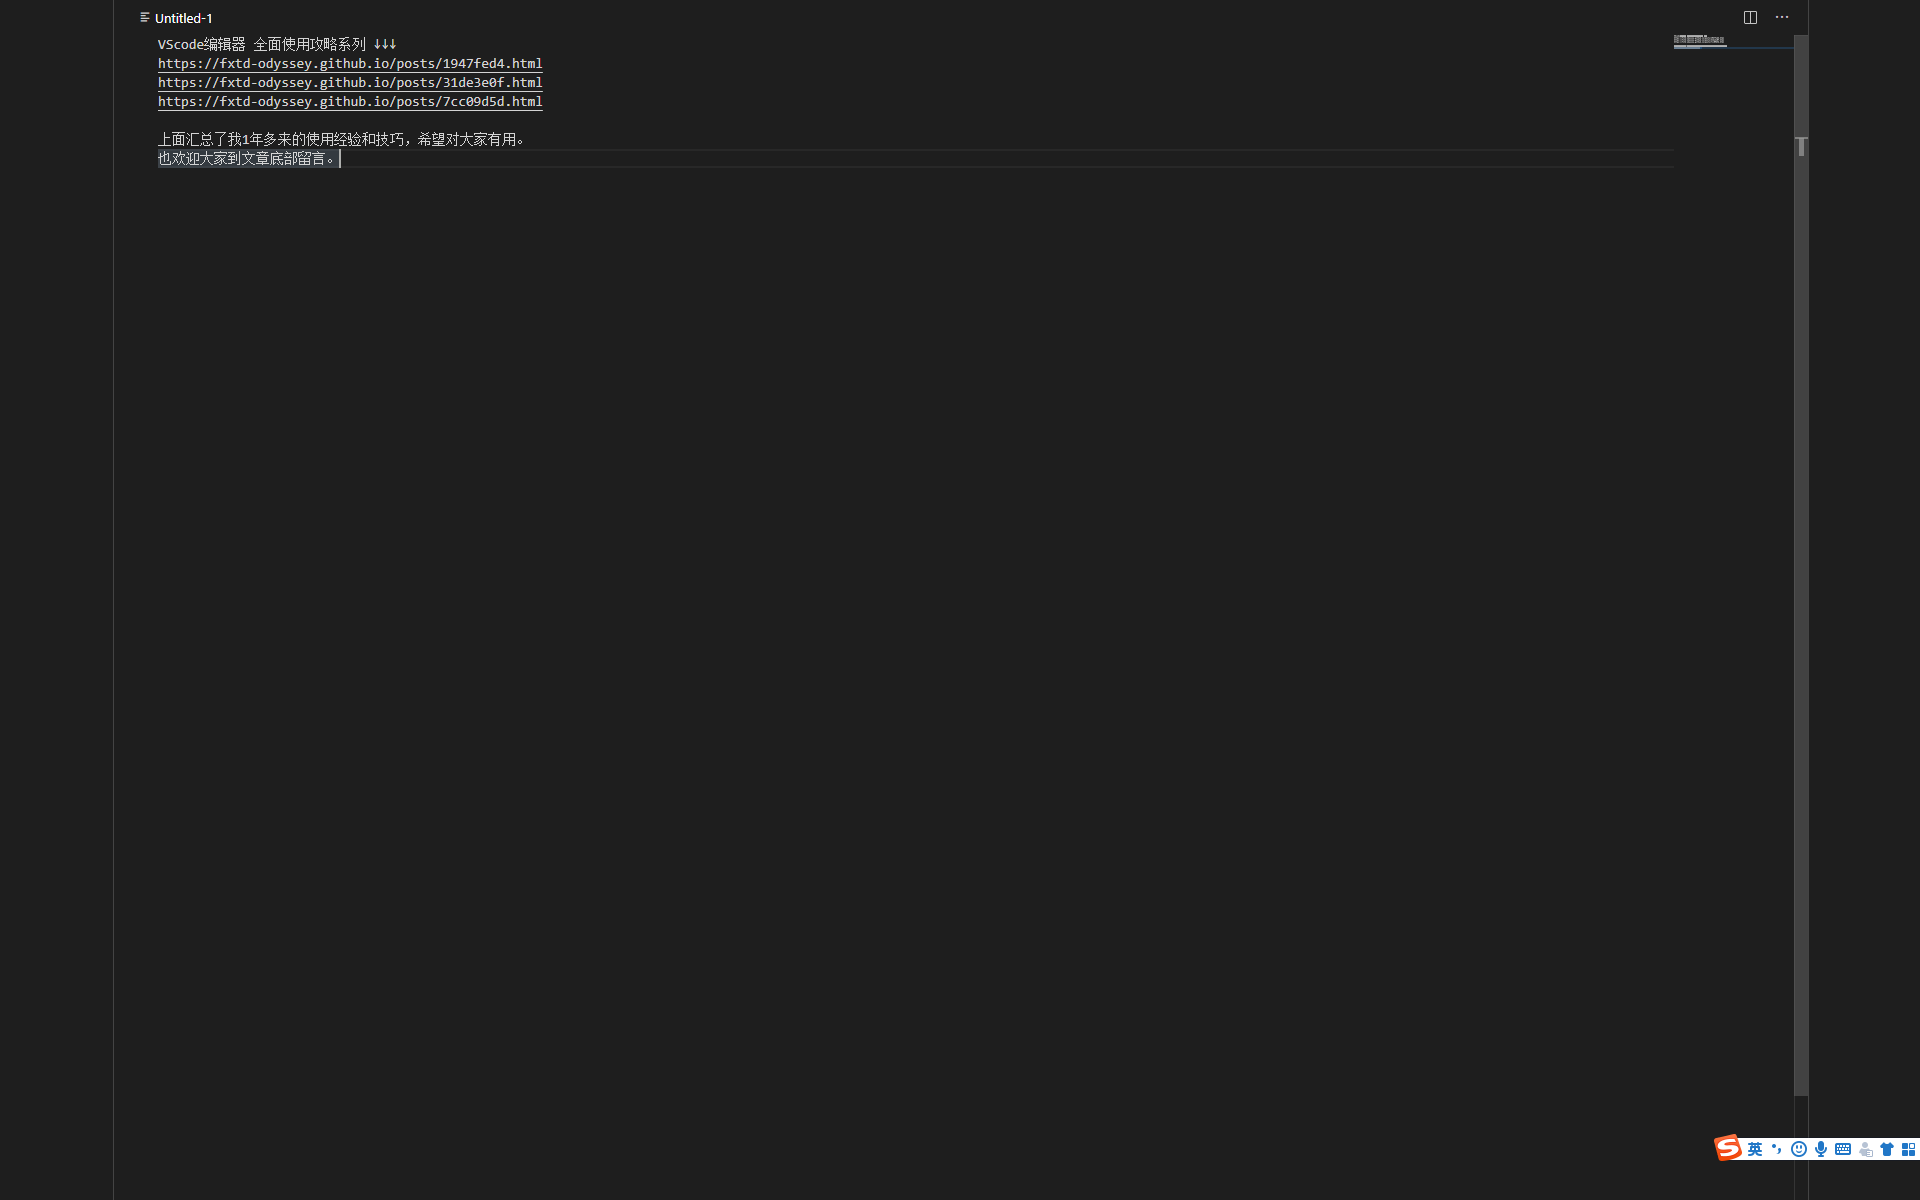 Untitled-1
VScode编辑器 全面使用攻略系列 ↓↓↓
https://fxtd-odyssey.github.io/posts/1947fed4.html
https://fxtd-odyssey.github.io/posts/31de3e0f.html
https://fxtd-odyssey.github.io/posts/7cc09d5d.html
上面汇总了我1年多来的使用经验和技巧，希望对大家有用。
也欢迎大家到文章底部留言。
英